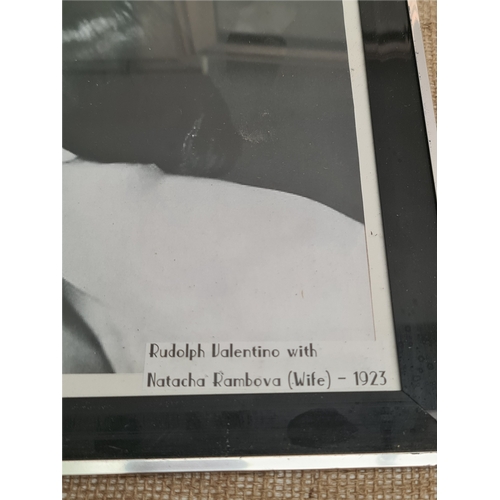 Rudolph Valentino with
Natacha Rambova (Wife) - 1923